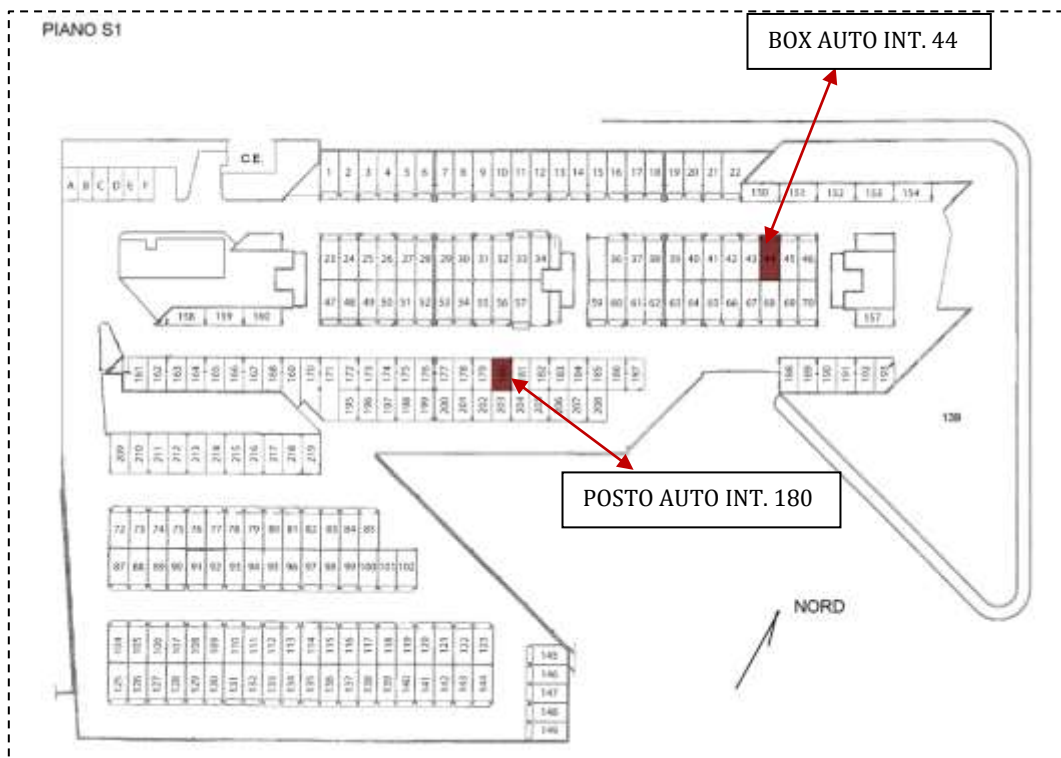 PIANO S1
BOX AUTO INT. 44
C.E.
A B C D E F
1 2 3 4 5 6 7 8 9 10 11 12 13 14 15 16 17 18 19 20 21 22
150 151 152 153 154
23 24 25 26 27 28 29 30 31 32 33 34
36 37 38 39 40 41 42 43 44 45 46
47 48 49 50 51 52 53 54 55 56 57
59 60 61 62 63 64 65 66 67 68 69 70
158 159 160
157
161 162 163 164 165 166 167 168 169 170 171 172 173 174 175 176 177 178 179 181 182 183 184 185 186 187
188 189 190 191 192 193
195 196 197 198 199 200 201 202 203 204 205 206 207 208
139
209 210 211 212 213 214 215 216 217 218 219
POSTO AUTO INT. 180
72 73 74 75 76 77 78 79 80 81 82 83 84 85
87 88 89 90 91 92 93 94 95 96 97 98 99 100 101 102
NORD
104 105 106 107 108 109 110 111 112 113 114 115 116 117 118 119 120 121 122 123
125 126 127 128 129 130 131 132 133 134 135 136 137 138 139 140 141 142 143 144
145
146
147
148
149